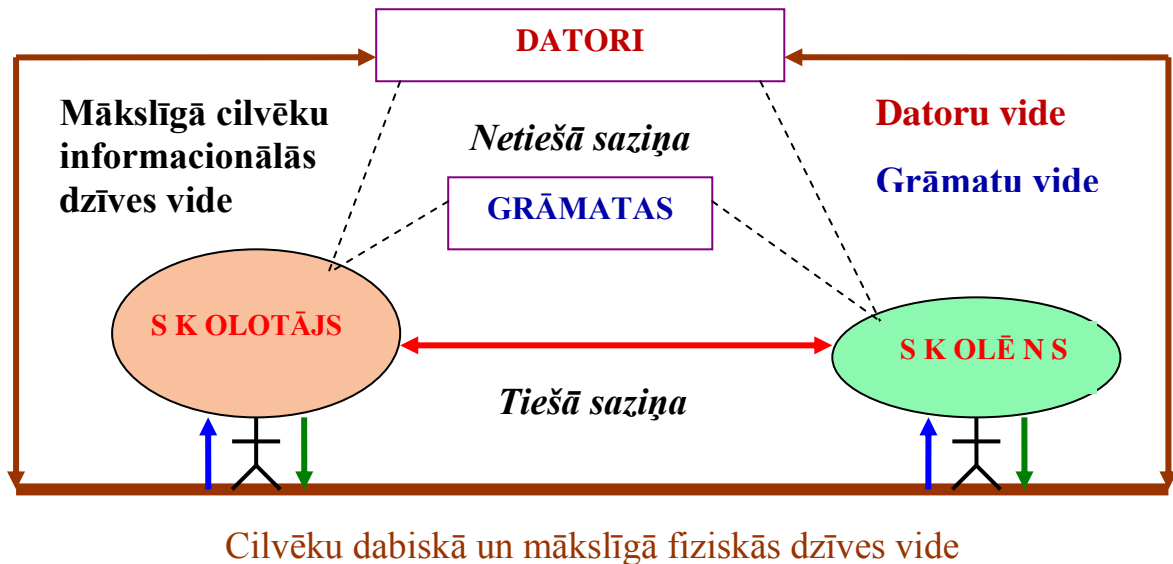 DATORI
Mākslīgā cilvēku
informacionālās
dzīves vide
Netiešā saziņa
Datoru vide
Grāmatu vide
GRĀMATAS
S K OLOTĀJS
S K OLĒ N S
Tiešā saziņa
Cilvēku dabiskā un mākslīgā fiziskās dzīves vide